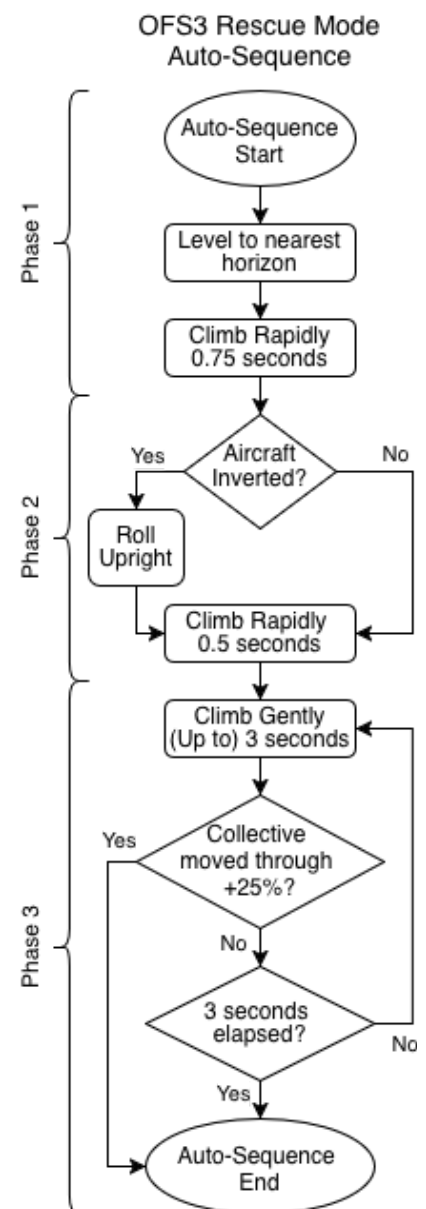 OFS3 Rescue Mode
Auto-Sequence
Phase 1
Auto-Sequence
Start
Level to nearest
horizon
Climb Rapidly
0.75 seconds
Phase 2
Aircraft
Inverted?
Yes
No
Roll
Upright
Climb Rapidly
0.5 seconds
Phase 3
Climb Gently
(Up to) 3 seconds
Collective
moved through
+25%?
Yes
No
3 seconds
elapsed?
No
Yes
Auto-Sequence
End